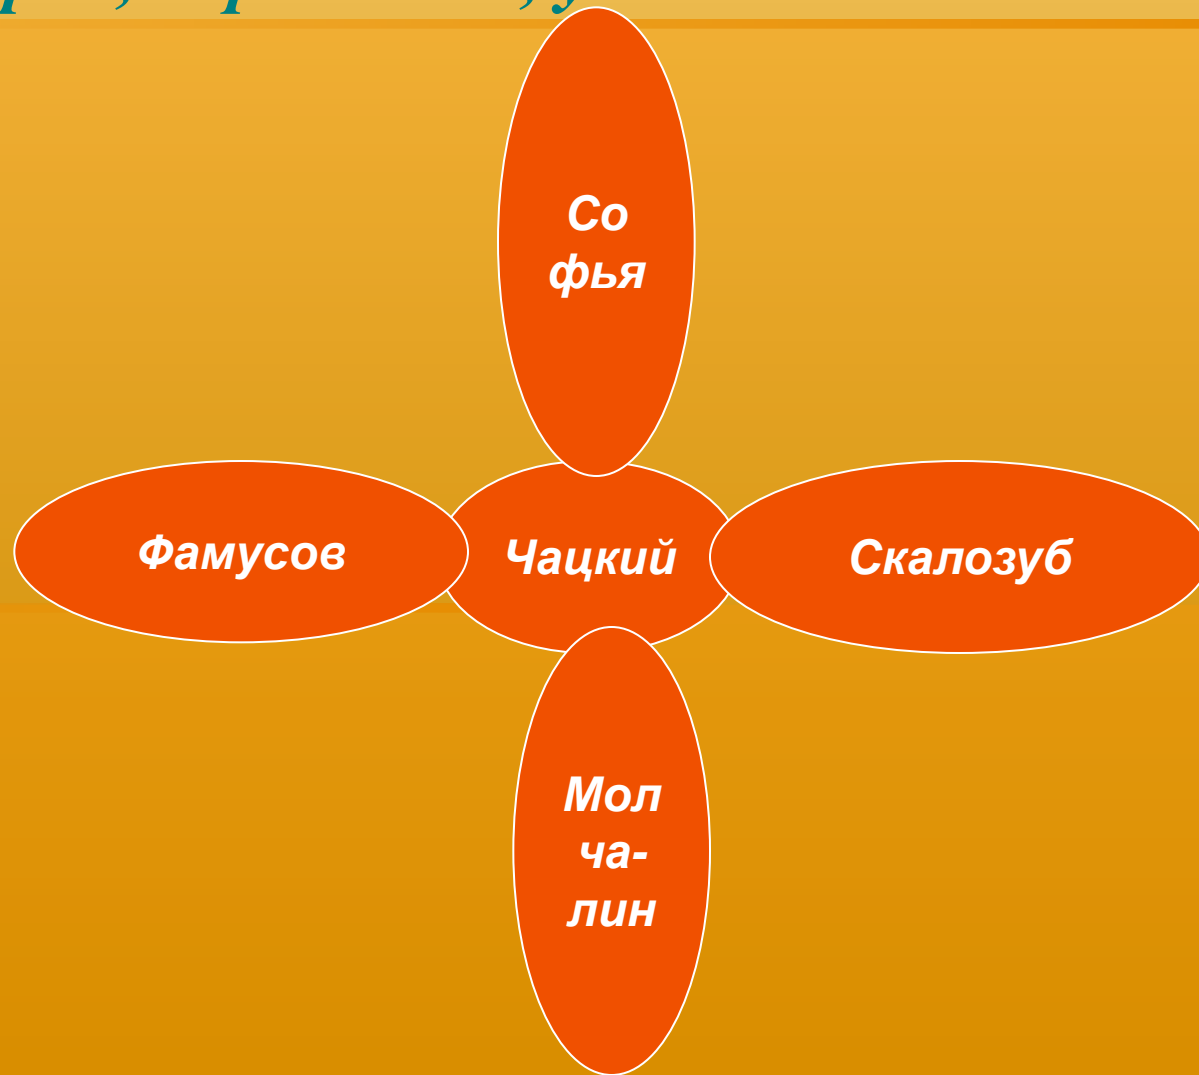 Со
фья
Фамусов
Чацкий
Скалозуб
Мол
ча-
лин